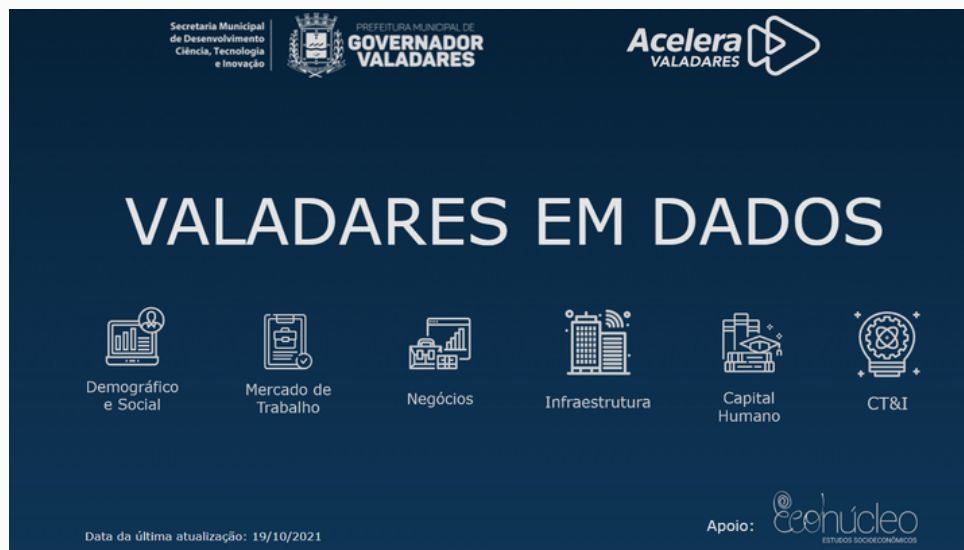 Secretaria Municipal
de Desenvolvimento
Ciência, Tecnologia
e Inovação
PREFEITURA MUNICIPAL DE
GOVERNADOR
VALADARES
Acelera
VALADARES
VALADARES EM DADOS
Demográfico
e Social
Mercado de
Trabalho
Negócios
Infraestrutura
Capital
Humano
CT&I
Data da última atualização: 19/10/2021
Apoio:
Econúcleo
ESTUDOS SOCIOECONÔMICOS